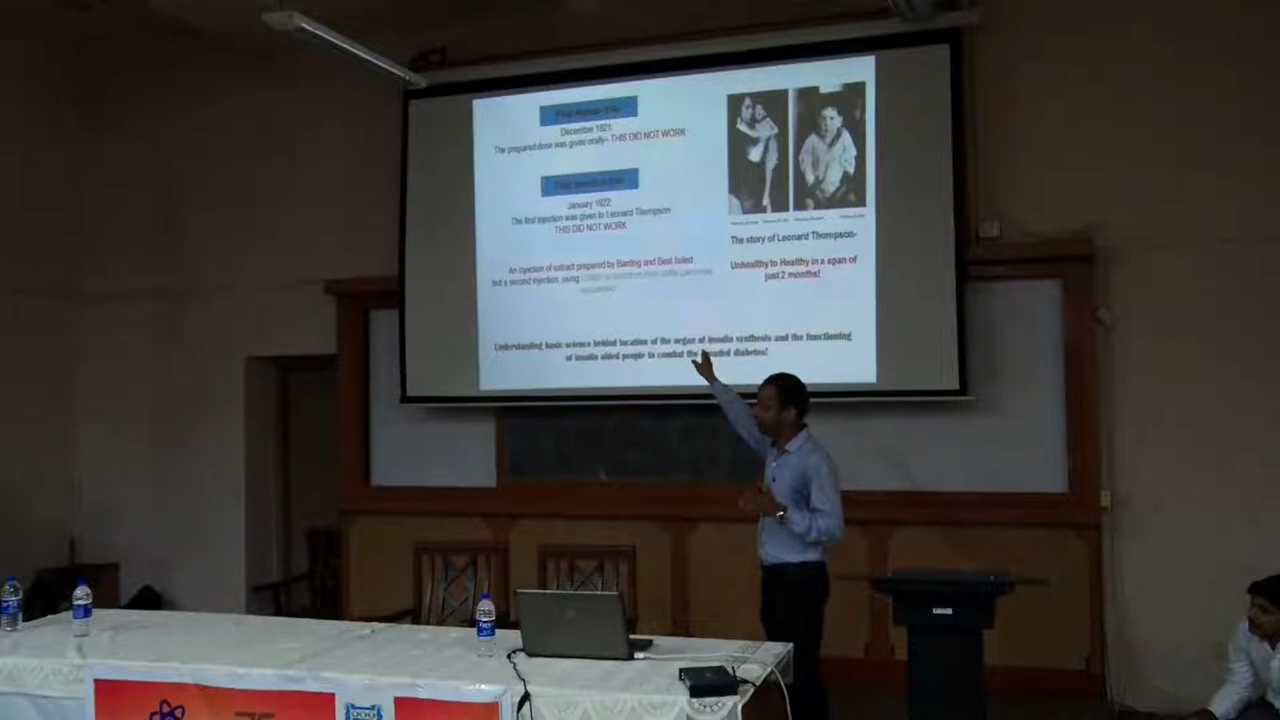 December 1921:
The prepared dose was given orally- THIS DID NOT WORK
January 1922:
The first injection was given to Leonard Thompson-
THIS DID NOT WORK
An injection of extract prepared by Banting and Best failed
but a second injection, using
The story of Leonard Thompson-
Unhealthy to Healthy in a span of
just 2 months!
Understanding basic science behind location of the organ of insulin synthesis and the functioning
of insulin aided people to combat the dreaded diabetes!